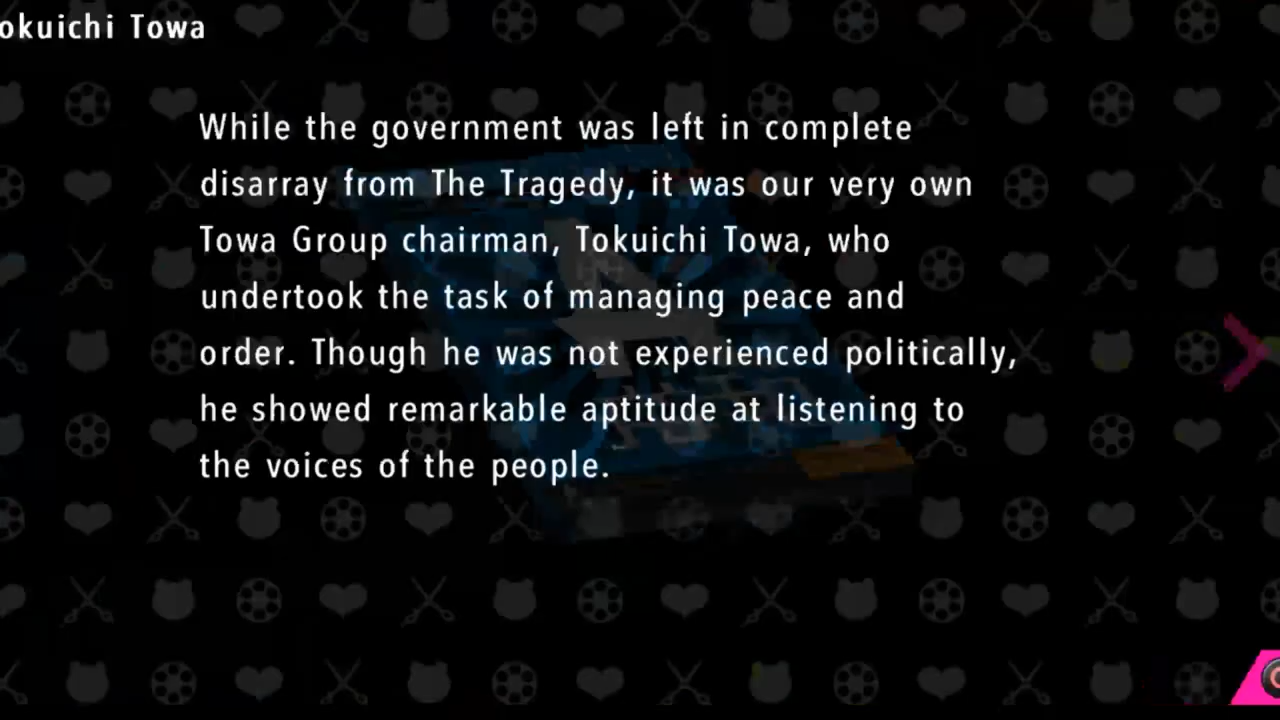 okuichi Towa
While the government was left in complete
disarray from The Tragedy, it was our very own
Towa Group chairman, Tokuichi Towa, who
undertook the task of managing peace and
order. Though he was not experienced politically,
he showed remarkable aptitude at listening to
the voices of the people.